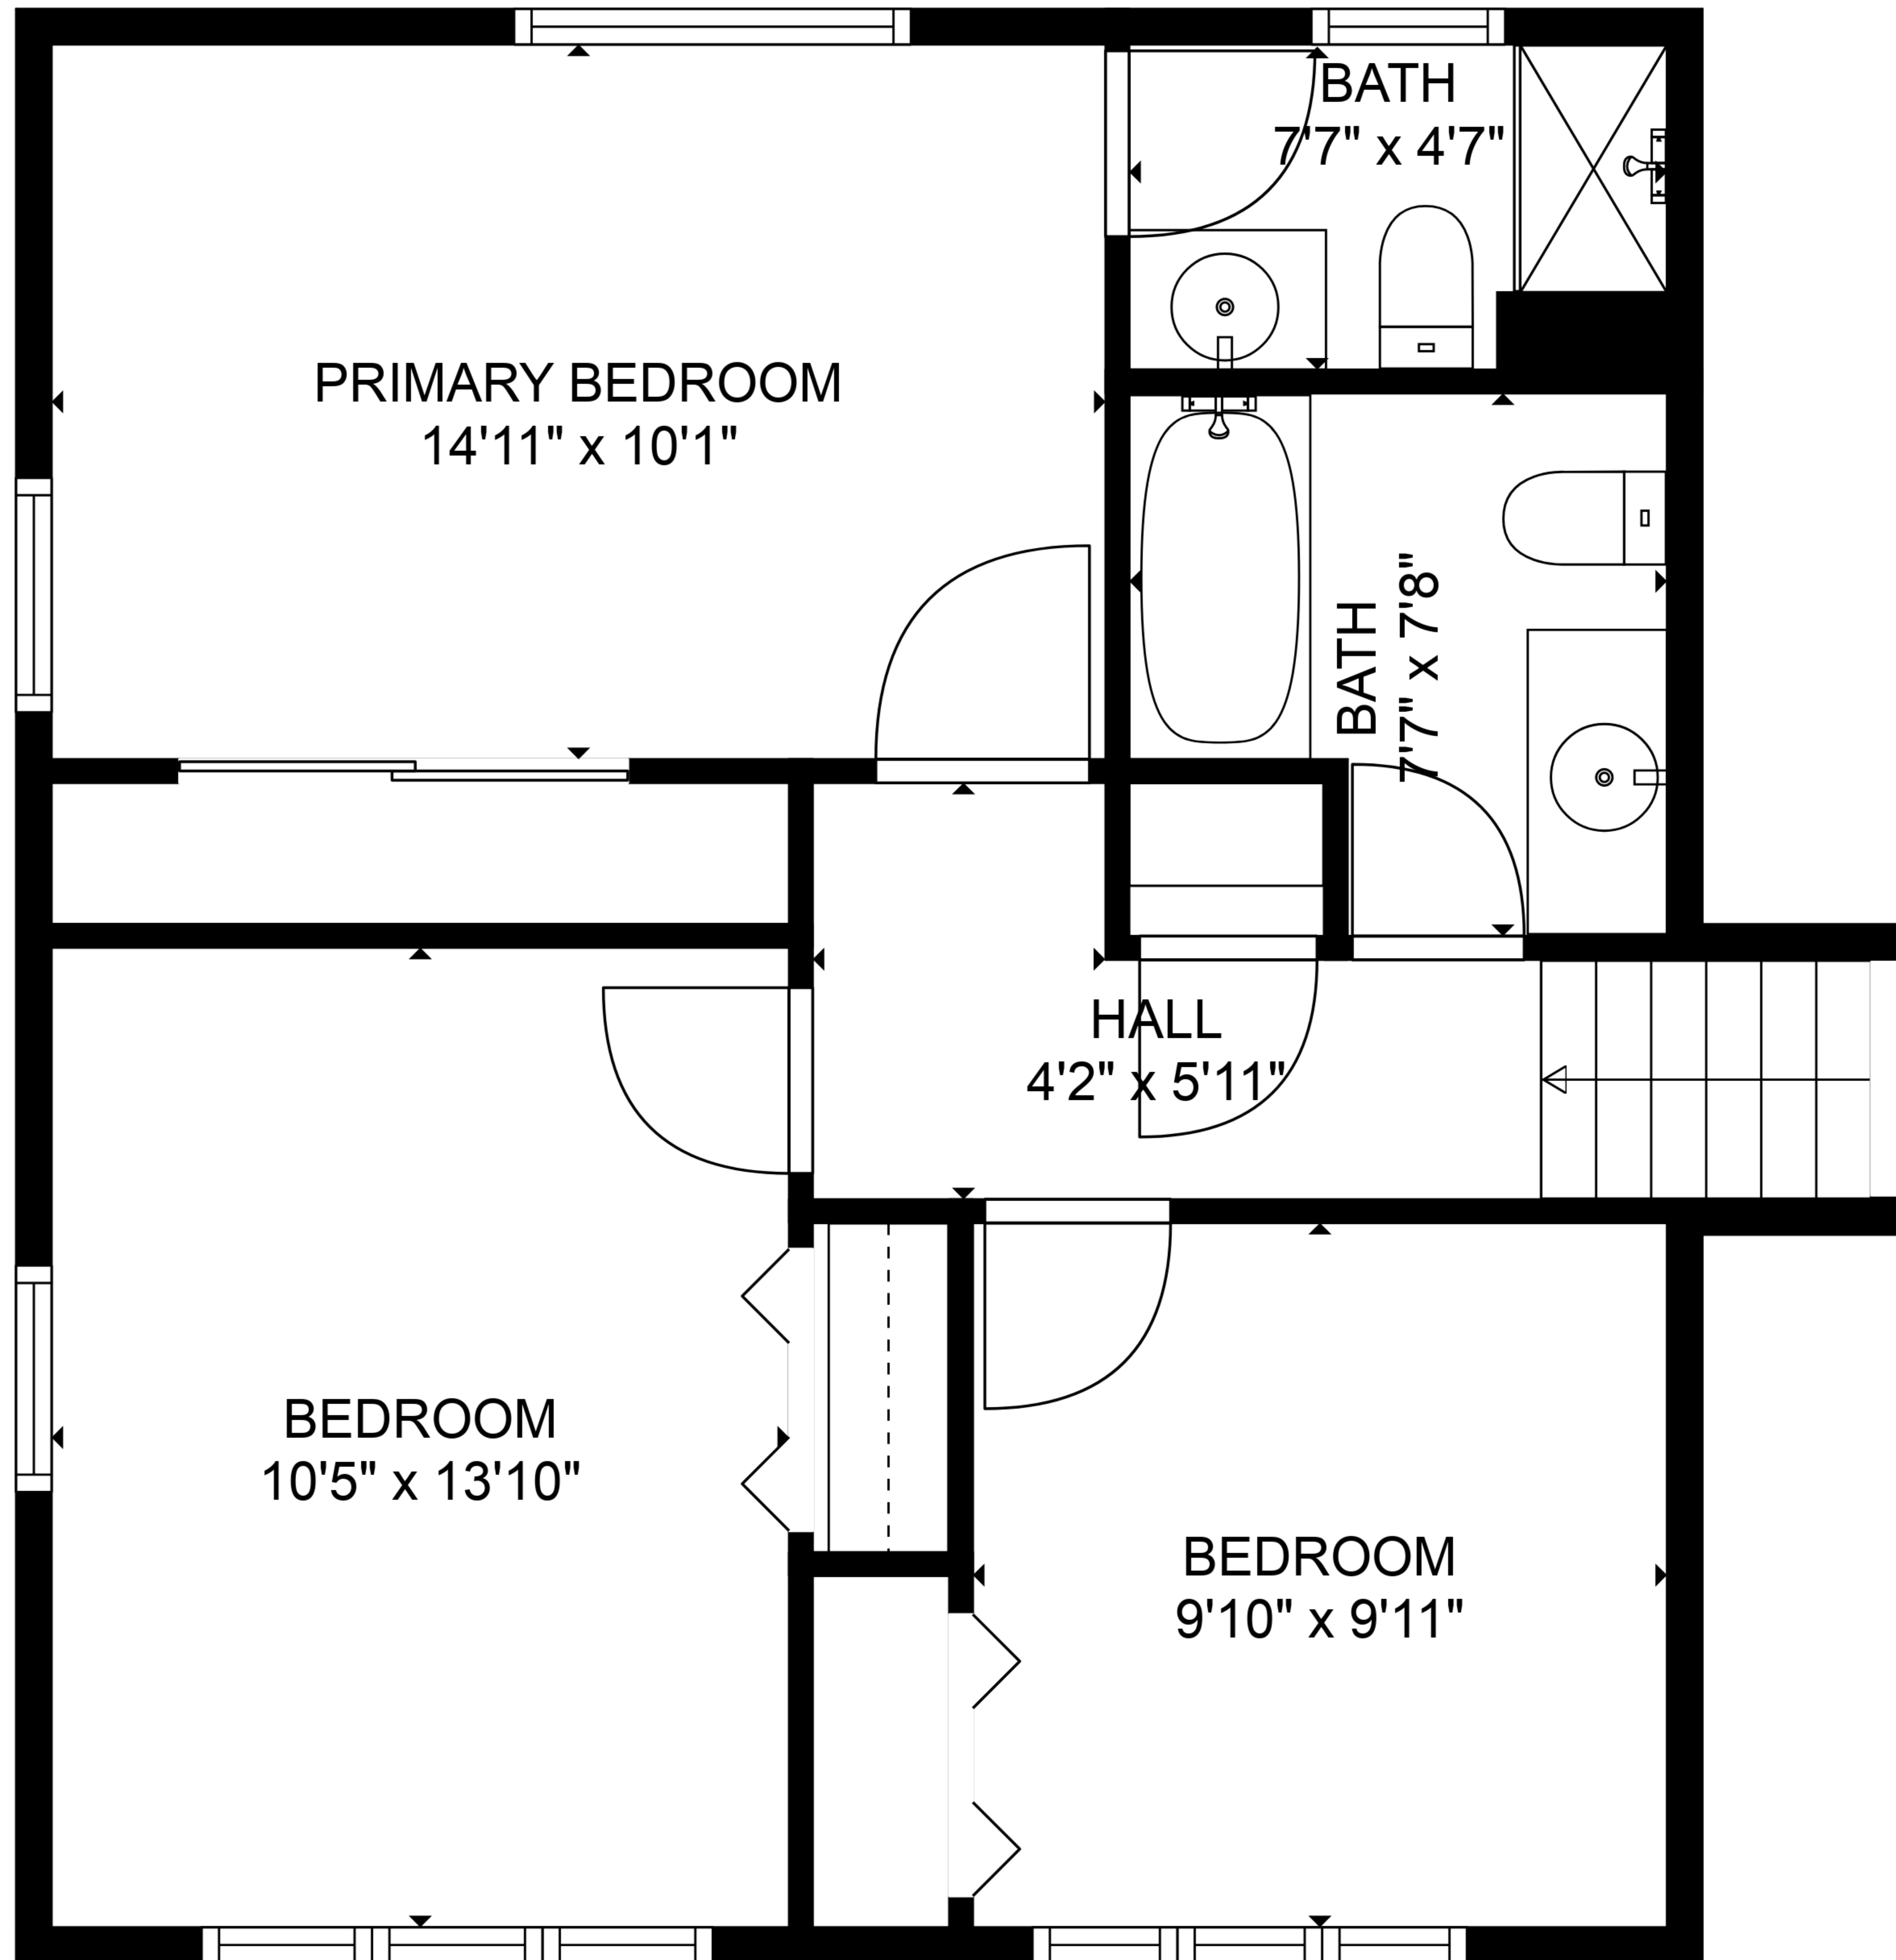 BATH
7'7" x 4'7"
PRIMARY BEDROOM
14'11" x 10'1"
BATH
7'7" x 7'8"
HALL
4'2" x 5'11"
BEDROOM
10'5" x 13'10"
BEDROOM
9'10" x 9'11"